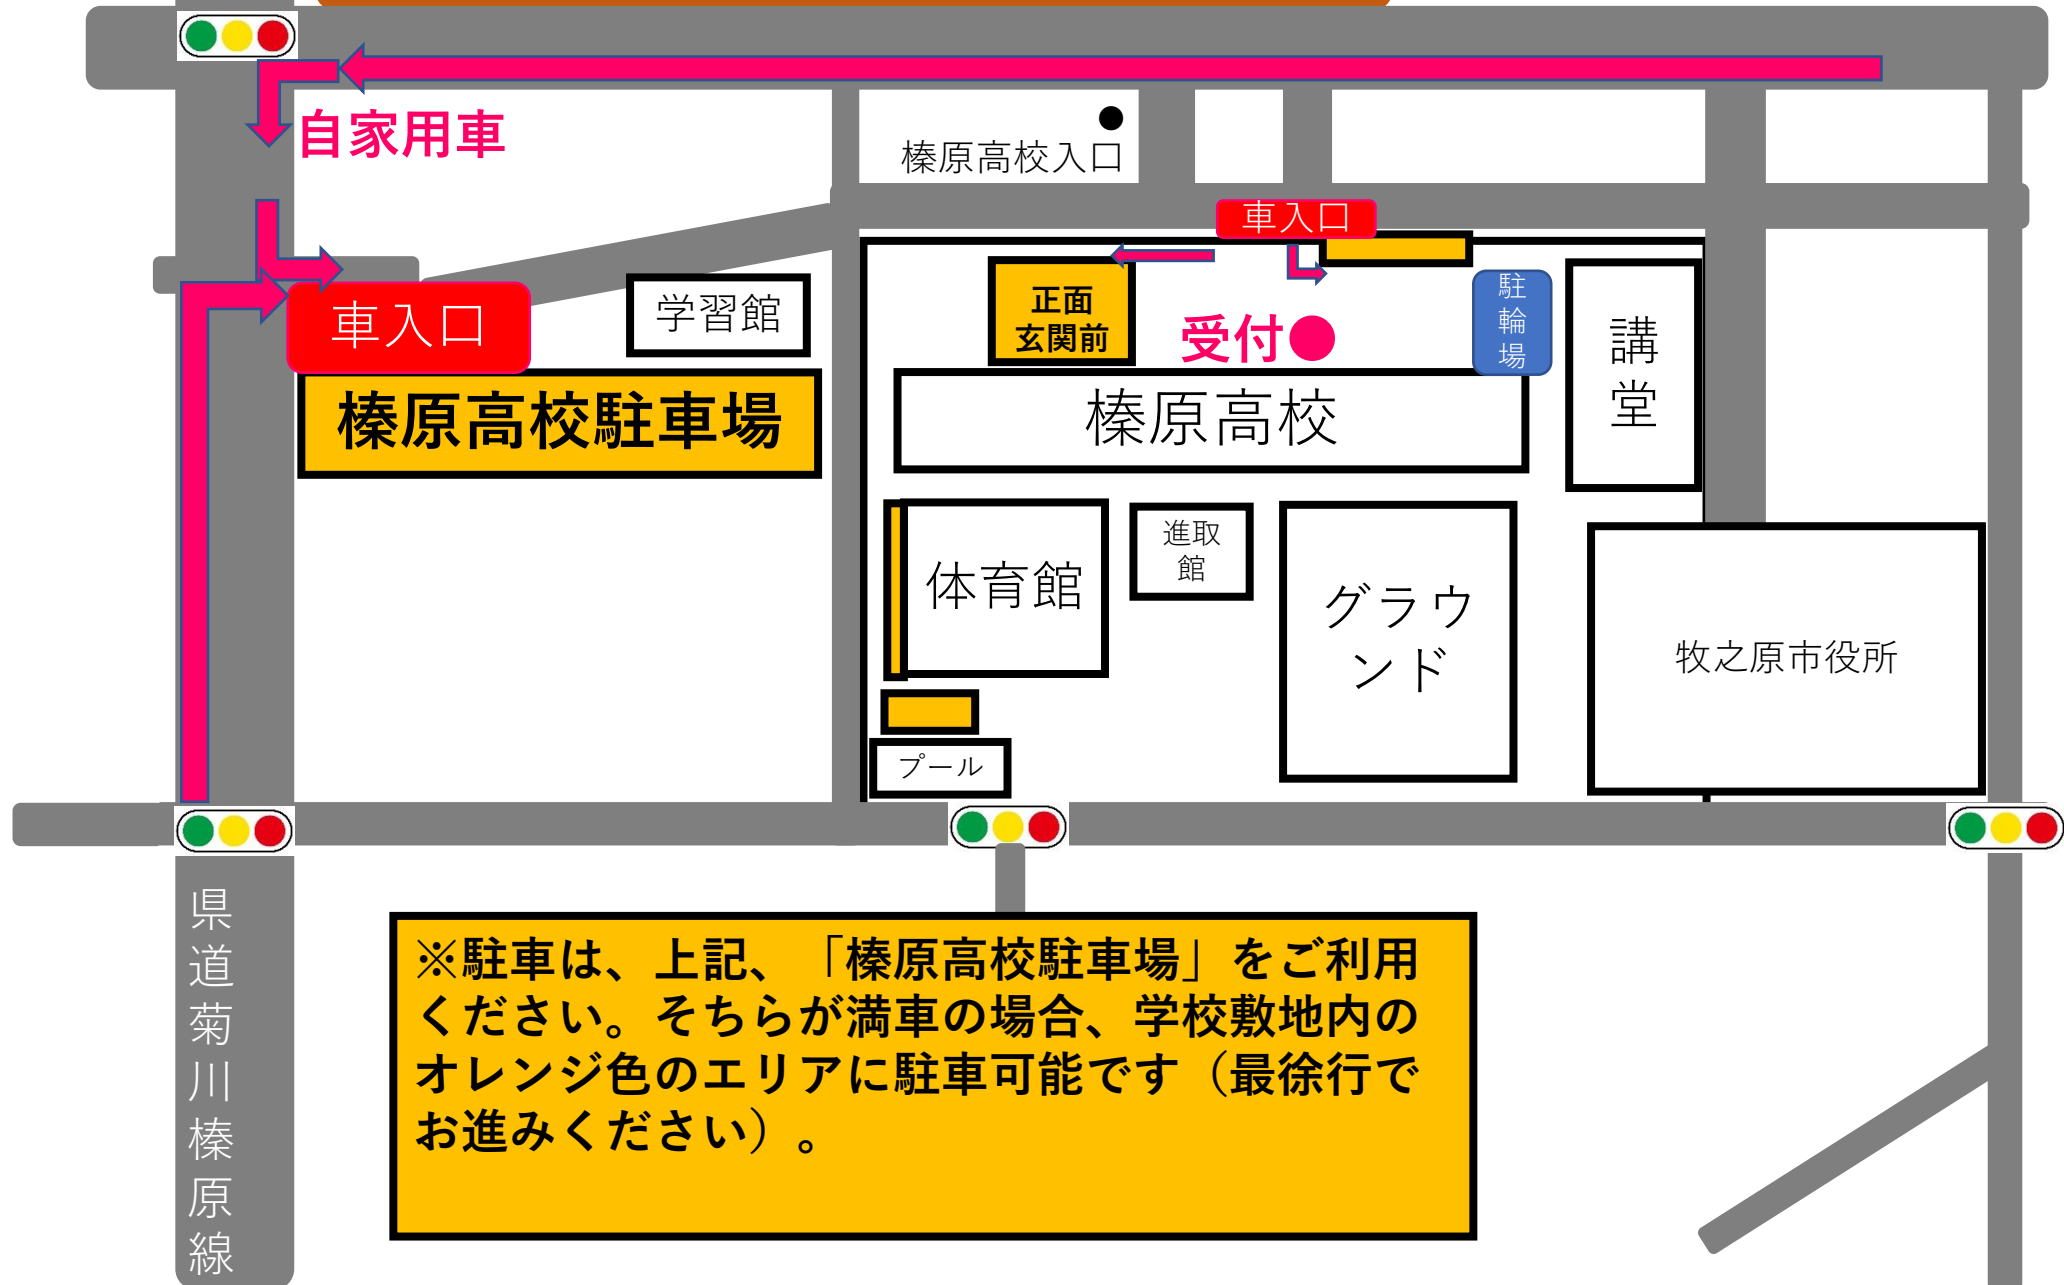 自家用車
榛原高校入口
車入口
車入口
学習館
正面
玄関前
受付●
駐
輪
場
講
堂
榛原高校駐車場
榛原高校
体育館
進取
館
グラウ
ンド
牧之原市役所
プール
県
道
菊
川
榛
原
線
※駐車は、上記、「榛原高校駐車場」をご利用
ください。そちらが満車の場合、学校敷地内の
オレンジ色のエリアに駐車可能です（最徐行で
お進みください）。